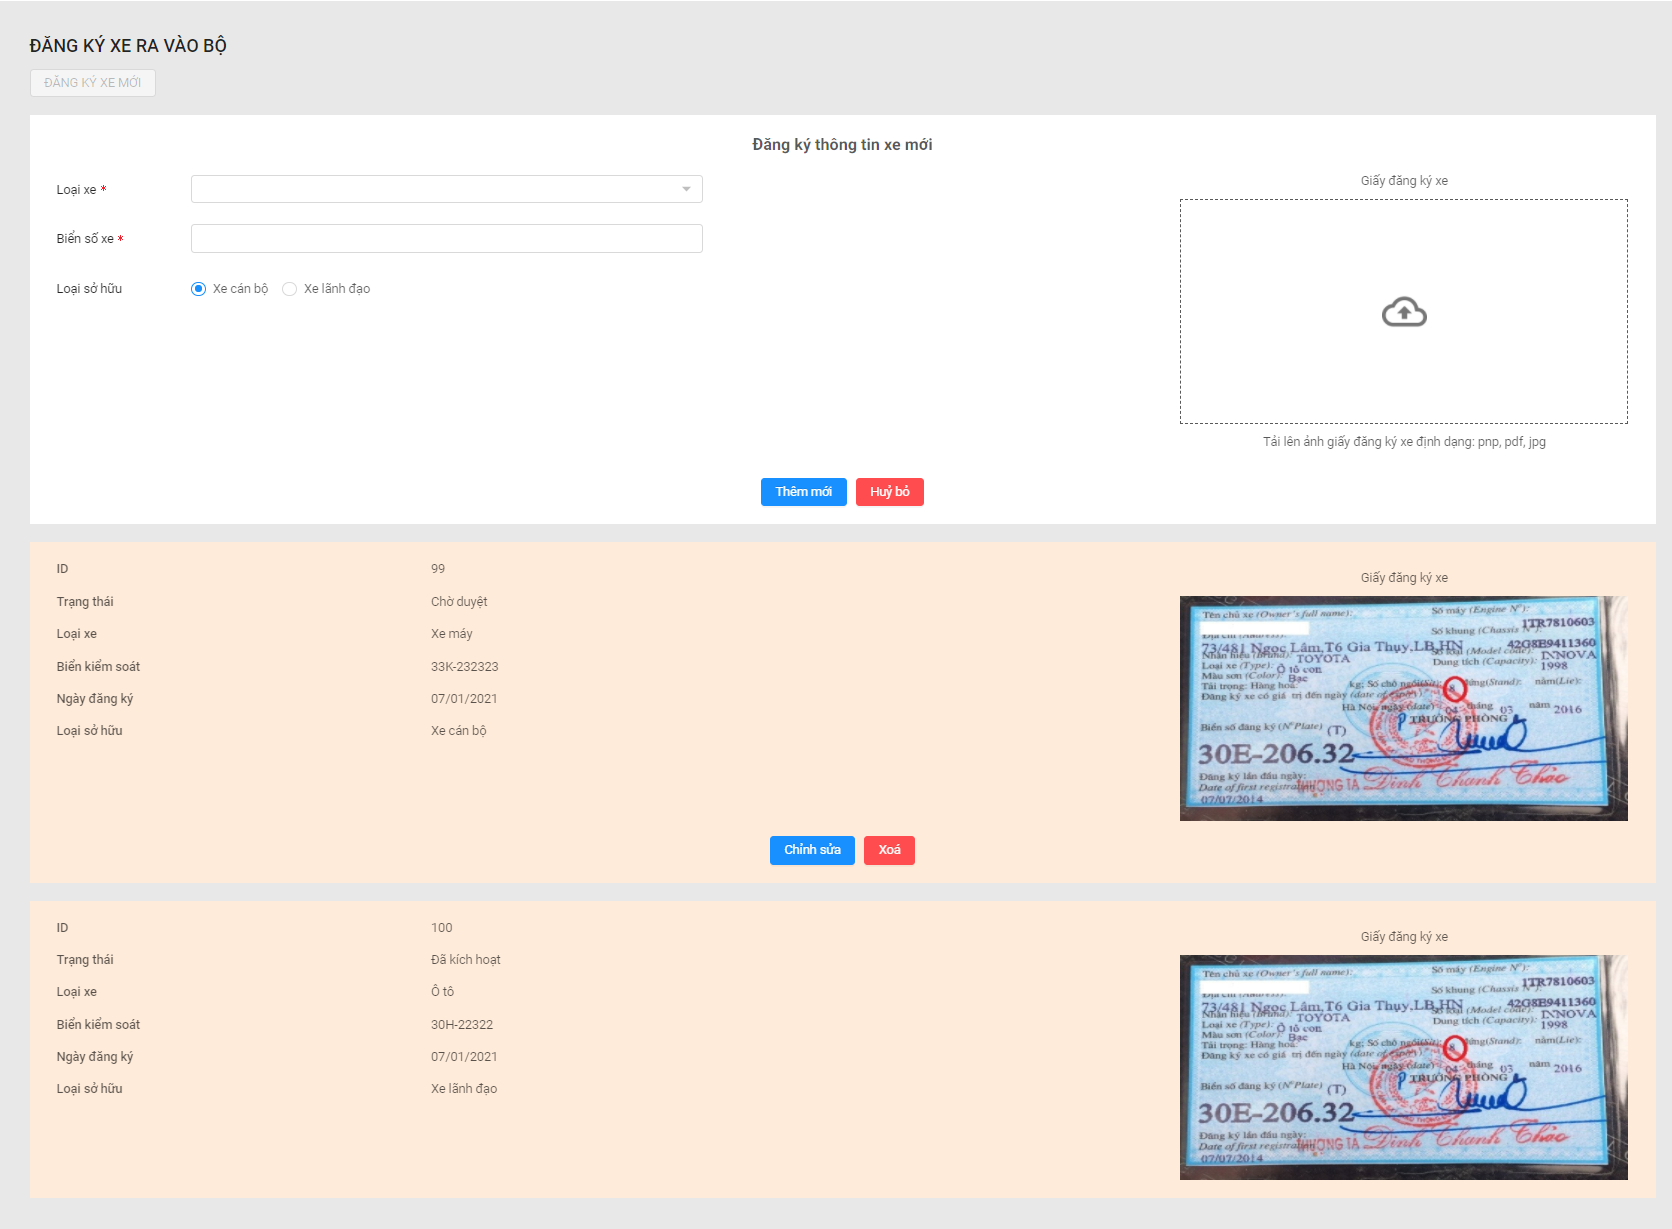 ĐĂNG KÝ XE RA VÀO BỘ
ĐĂNG KÝ XE MỚI
Đăng ký thông tin xe mới
Loại xe *
Biển số xe *
Loại sở hữu
Xe cán bộ
Xe lãnh đạo
Giấy đăng ký xe
Tải lên ảnh giấy đăng ký xe định dạng: pnp, pdf, jpg
Thêm mới
Huỷ bỏ
ID 99
Trạng thái Chờ duyệt
Loại xe Xe máy
Biển kiểm soát 33K-232323
Ngày đăng ký 07/01/2021
Loại sở hữu Xe cán bộ
Giấy đăng ký xe
Tên chủ xe (Owner's full name):
Số máy (Engine Nº):
1TR7810603
Số khung (Chassis Nº):
42G8E9411360
73/481 Ngọc Lâm,T6 Gia Thụy,LB,HN
Nhãn hiệu (Brand): TOYOTA
Số loại (Model code): INNOVA
Loại xe (Type): Ô tô con
Dung tích (Capacity): 1998
Màu sơn (Color): Bạc
Tải trọng: Hàng hoá: kg; Số chỗ ngồi(Sit): 8 đứng(Stand): nằm(Lie):
Đăng ký xe có giá trị đến ngày (date of expiry)
Hà Nội, ngày (date) 04 tháng 03 năm 2016
P TRƯỞNG PHÒNG
Biển số đăng ký (NºPlate) (T)
30E-206.32
Đăng ký lần đầu ngày:
Date of first registration
07/07/2014
THƯỢNG TÁ Đinh Thanh Thảo
Chỉnh sửa
Xoá
ID 100
Trạng thái Đã kích hoạt
Loại xe Ô tô
Biển kiểm soát 30H-22322
Ngày đăng ký 07/01/2021
Loại sở hữu Xe lãnh đạo
Giấy đăng ký xe
Tên chủ xe (Owner's full name):
Số máy (Engine Nº):
1TR7810603
Số khung (Chassis Nº):
42G8E9411360
73/481 Ngọc Lâm,T6 Gia Thụy,LB,HN
Nhãn hiệu (Brand): TOYOTA
Số loại (Model code): INNOVA
Loại xe (Type): Ô tô con
Dung tích (Capacity): 1998
Màu sơn (Color): Bạc
Tải trọng: Hàng hoá: kg; Số chỗ ngồi(Sit): 8 đứng(Stand): nằm(Lie):
Đăng ký xe có giá trị đến ngày (date of expiry)
Hà Nội, ngày (date) 04 tháng 03 năm 2016
P TRƯỞNG PHÒNG
Biển số đăng ký (NºPlate) (T)
30E-206.32
Đăng ký lần đầu ngày:
Date of first registration
07/07/2014
THƯỢNG TÁ Đinh Thanh Thảo